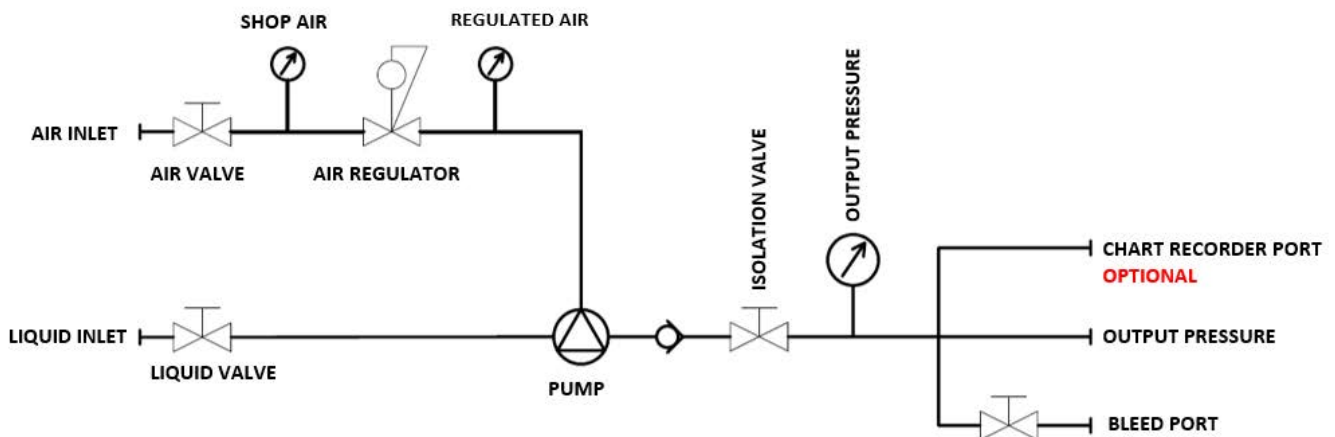 SHOP AIR
REGULATED AIR
AIR INLET
AIR VALVE
AIR REGULATOR
ISOLATION VALVE
OUTPUT PRESSURE
CHART RECORDER PORT
OPTIONAL
LIQUID INLET
OUTPUT PRESSURE
LIQUID VALVE
PUMP
BLEED PORT